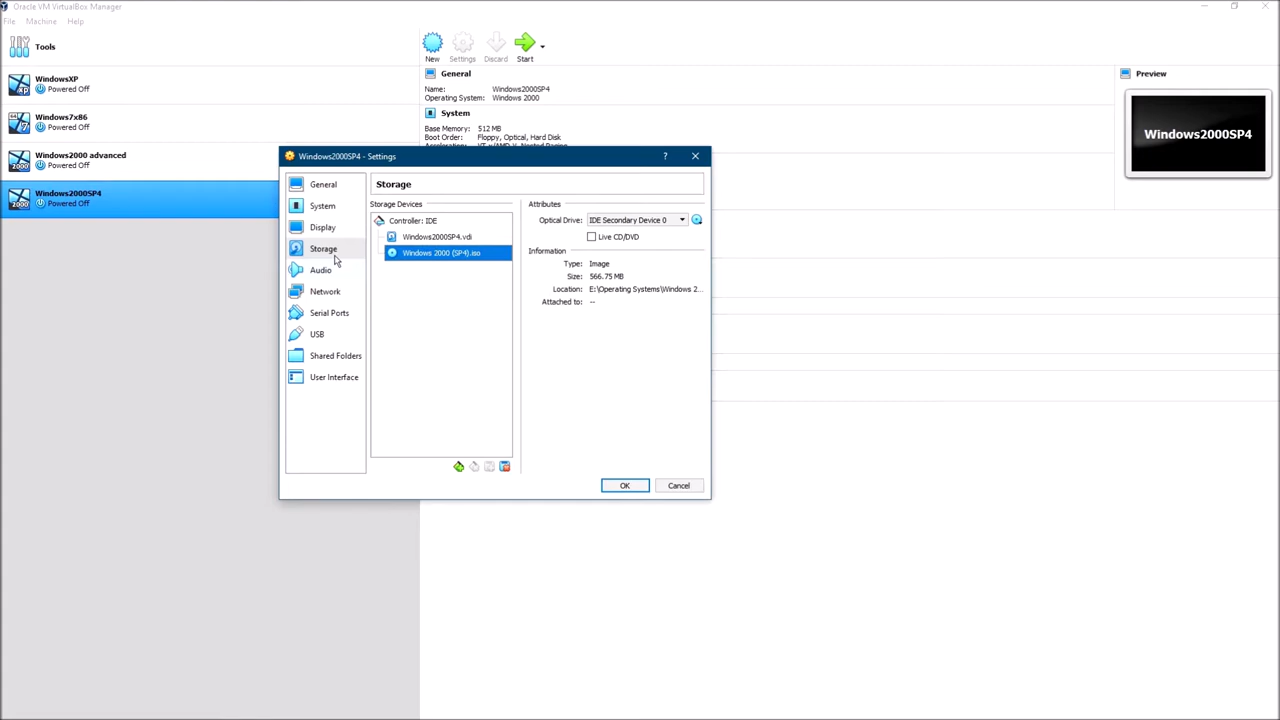 Oracle VM VirtualBox Manager
File Machine Help
Tools
New Settings Discard Start
WindowsXP
Powered Off
Windows7x86
Powered Off
Windows2000 advanced
Powered Off
Windows2000SP4
Powered Off
General
Name: Windows2000SP4
Operating System: Windows 2000
System
Base Memory: 512 MB
Boot Order: Floppy, Optical, Hard Disk
Acceleration: VT-x/AMD-V, Nested Paging
Preview
Windows2000SP4
Windows2000SP4 - Settings
General
System
Display
Storage
Audio
Network
Serial Ports
USB
Shared Folders
User Interface
Storage
Storage Devices
Controller: IDE
Windows2000SP4.vdi
Windows 2000 (SP4).iso
Attributes
Optical Drive: IDE Secondary Device 0
Live CD/DVD
Information
Type: Image
Size: 566.75 MB
Location: E:\Operating Systems\Windows 2...
Attached to: --
OK Cancel